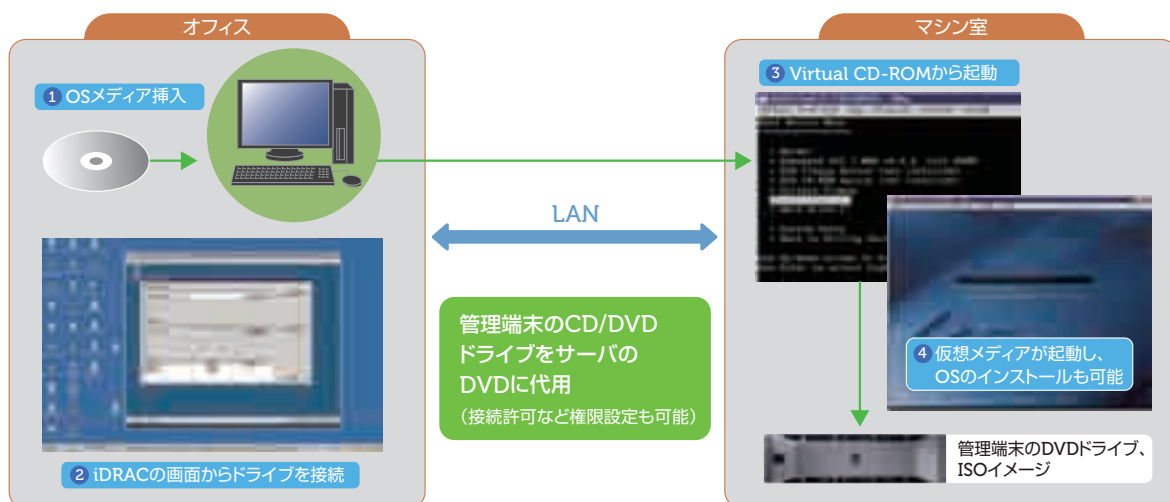 オフィス
① OSメディア挿入
② iDRACの画面からドライブを接続
LAN
管理端末のCD/DVD
ドライブをサーバの
DVDに代用
(接続許可など権限設定も可能)
マシン室
③ Virtual CD-ROMから起動
④ 仮想メディアが起動し、
OSのインストールも可能
管理端末のDVDドライブ、
ISOイメージ